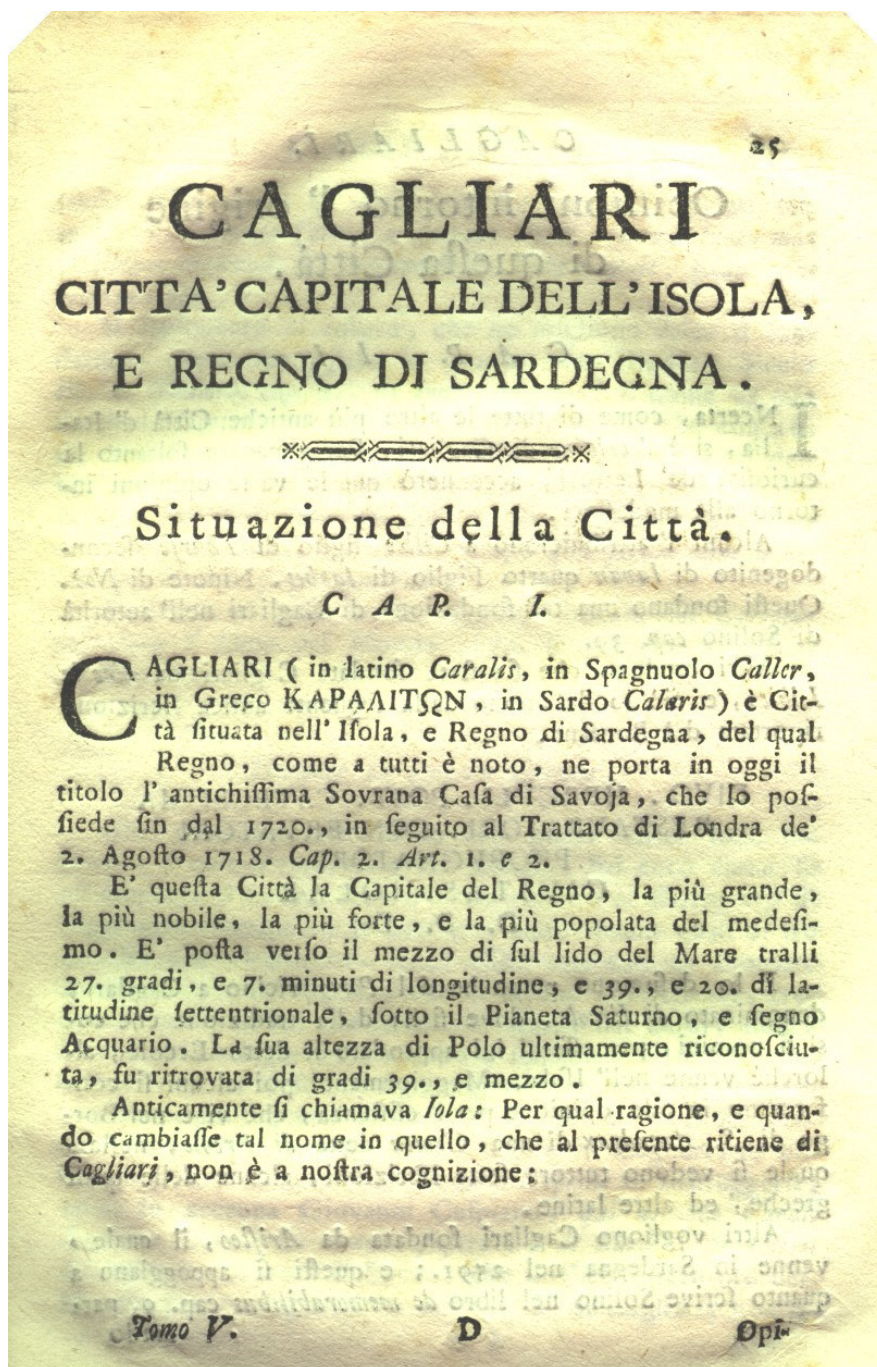 25
CAGLIARI
CITTA' CAPITALE DELL' ISOLA,
E REGNO DI SARDEGNA.
Situazione della Città.
CAP. I.
CAGLIARI ( in latino Caralis, in Spagnuolo Caller,
in Greco ΚΑΡΑΛΙΤΩΝ, in Sardo Calaris ) è Cit-
tà ſituata nell' Iſola, e Regno di Sardegna, del qual
Regno, come a tutti è noto, ne porta in oggi il
titolo l' antichiſſima Sovrana Caſa di Savoja, che lo poſ-
ſiede ſin dal 1720., in ſeguito al Trattato di Londra de'
2. Agoſto 1718. Cap. 2. Art. 1. e 2.
E' queſta Città la Capitale del Regno, la più grande,
la più nobile, la più forte, e la più popolata del medeſi-
mo. E' poſta verſo il mezzo di ſul lido del Mare tralli
27. gradi, e 7. minuti di longitudine, e 39., e 20. di la-
titudine ſettentrionale, ſotto il Pianeta Saturno, e ſegno
Acquario. La ſua altezza di Polo ultimamente riconoſciu-
ta, fu ritrovata di gradi 39., e mezzo.
Anticamente ſi chiamava Iola: Per qual ragione, e quan-
do cambiaſſe tal nome in quello, che al preſente ritiene di
Cagliari, non è a noſtra cognizione:
Tomo V. D Opi-